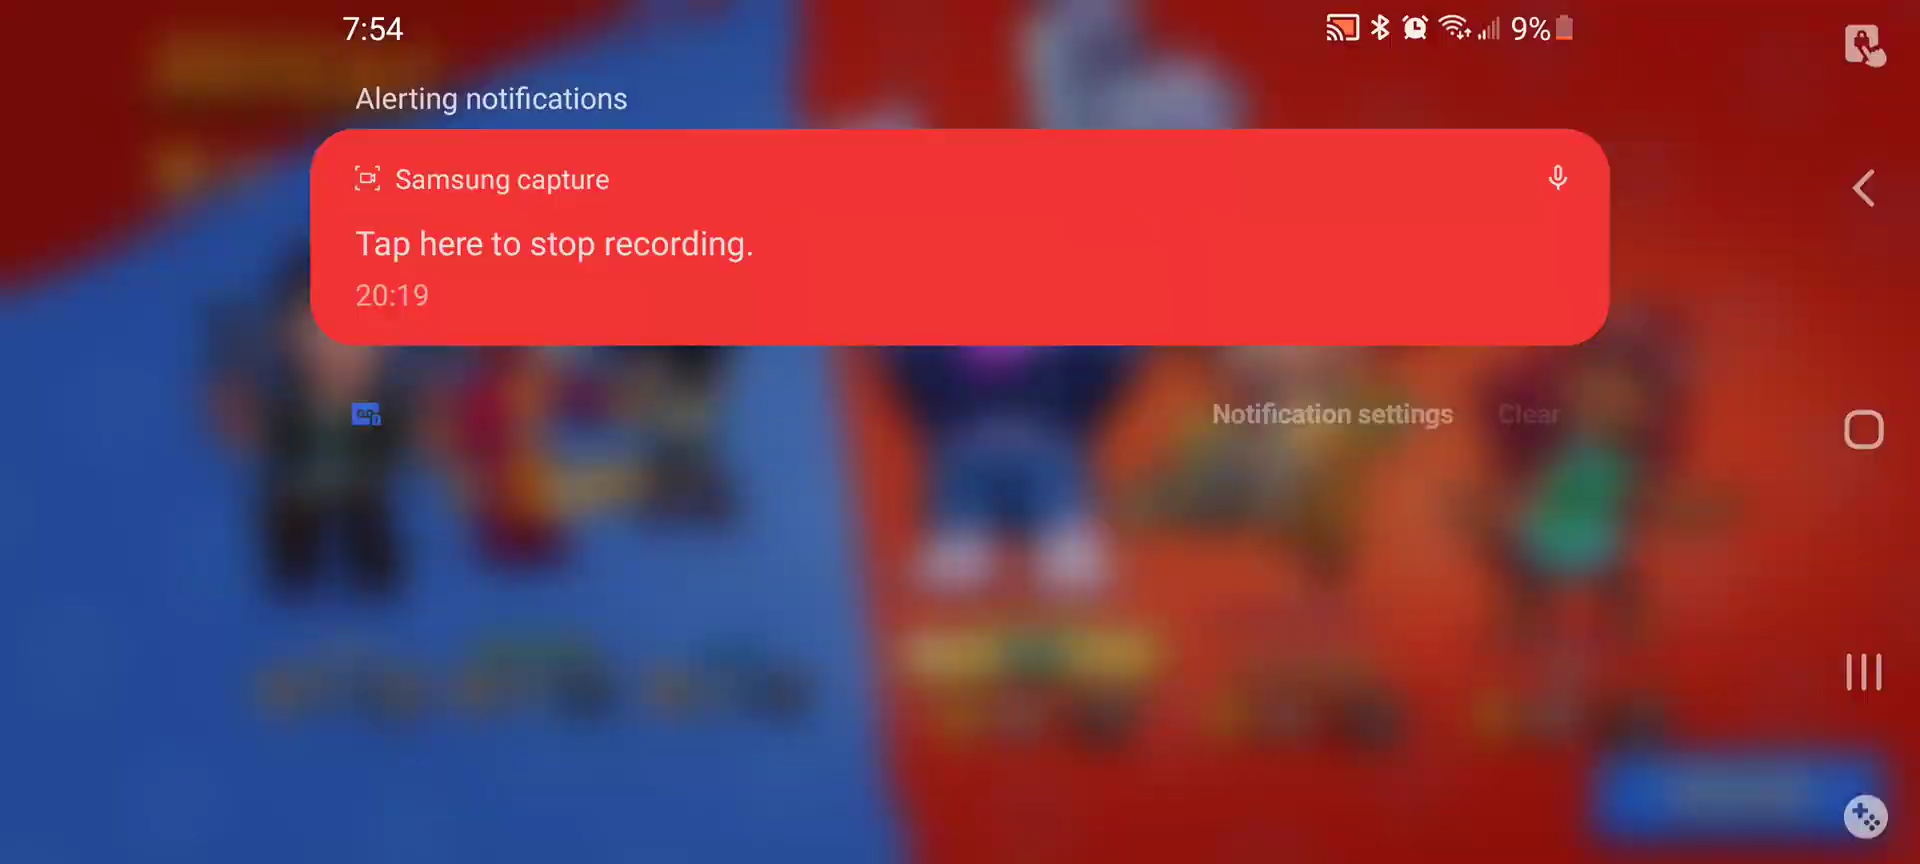 7:54
9%
Alerting notifications
Samsung capture
Tap here to stop recording.
20:19
Notification settings
Clear